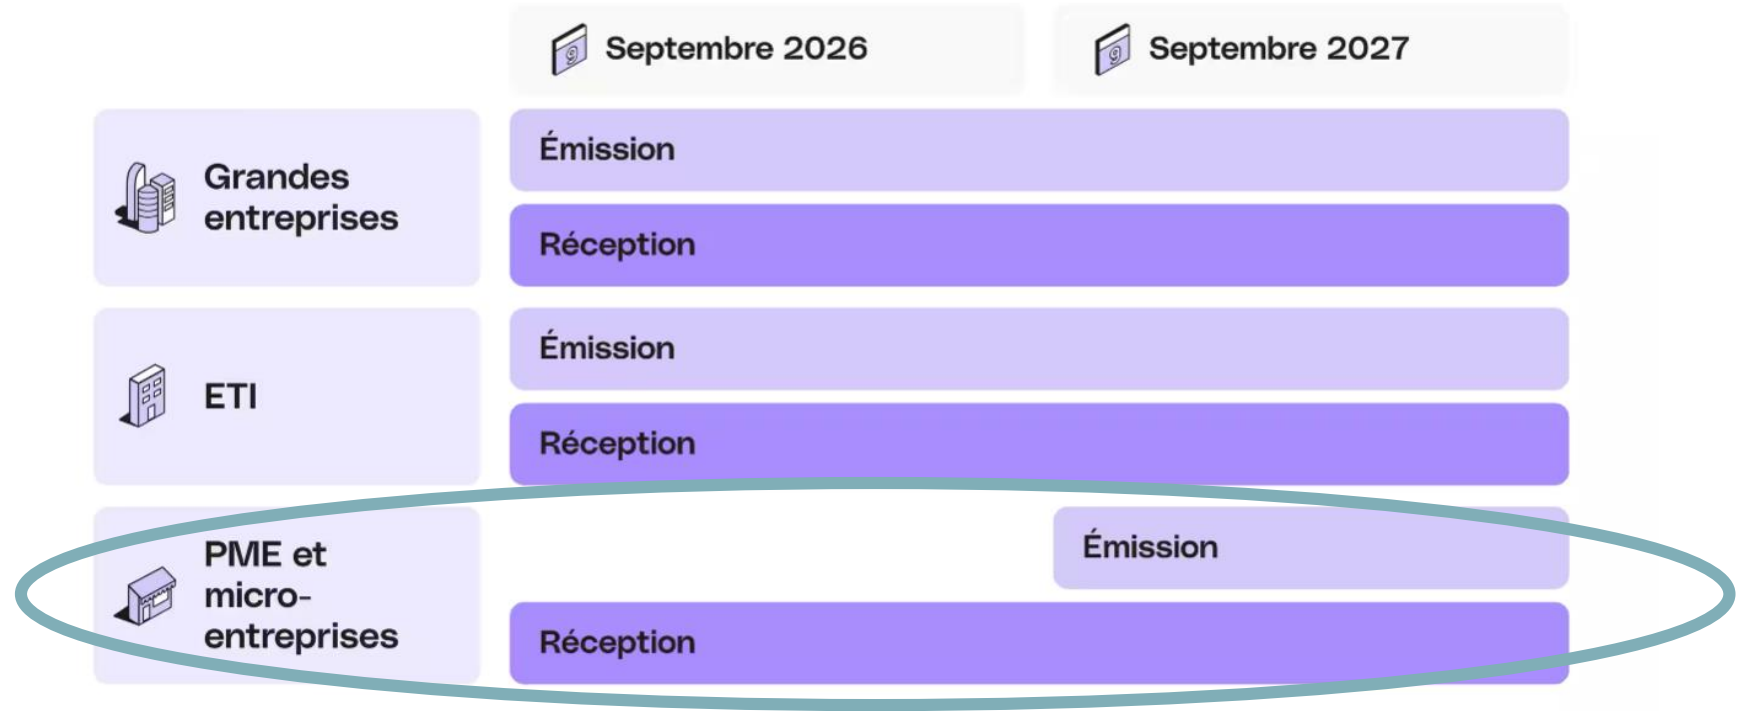 Septembre 2026
Septembre 2027
Grandes
entreprises
Émission
Réception
ETI
Émission
Réception
PME et
micro-
entreprises
Émission
Réception